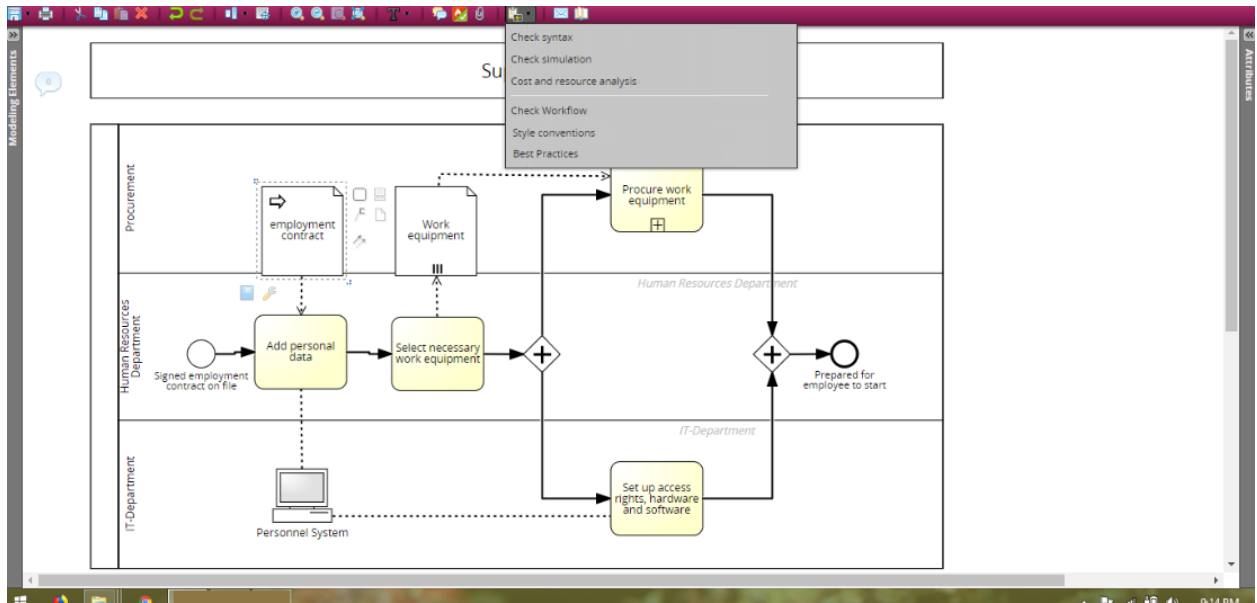 Modeling Elements
Attributes
Su
Check syntax
Check simulation
Cost and resource analysis
Check Workflow
Style conventions
Best Practices
Procurement
employment
contract
Work
equipment
Procure work
equipment
Human Resources
Department
Human Resources Department
Signed employment
contract on file
Add personal
data
Select necessary
work equipment
Prepared for
employee to start
IT-Department
IT-Department
Personnel System
Set up access
rights, hardware
and software
9:14 PM